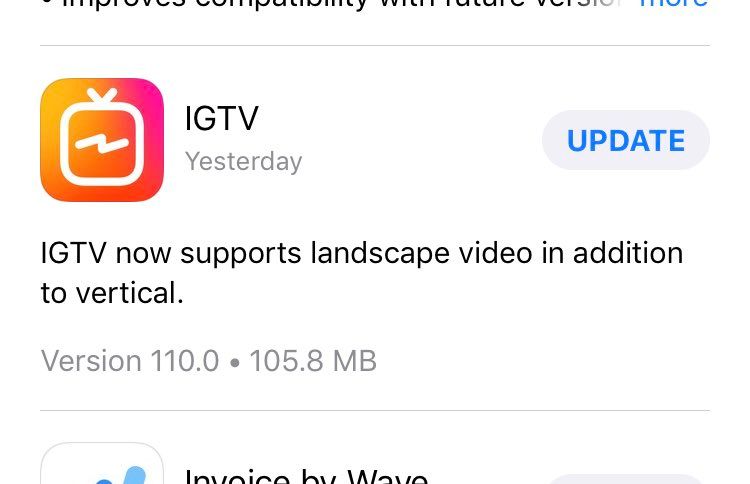 • Improves compatibility with future versio more
IGTV
Yesterday
UPDATE
IGTV now supports landscape video in addition
to vertical.
Version 110.0 • 105.8 MB
Invoice by Wave